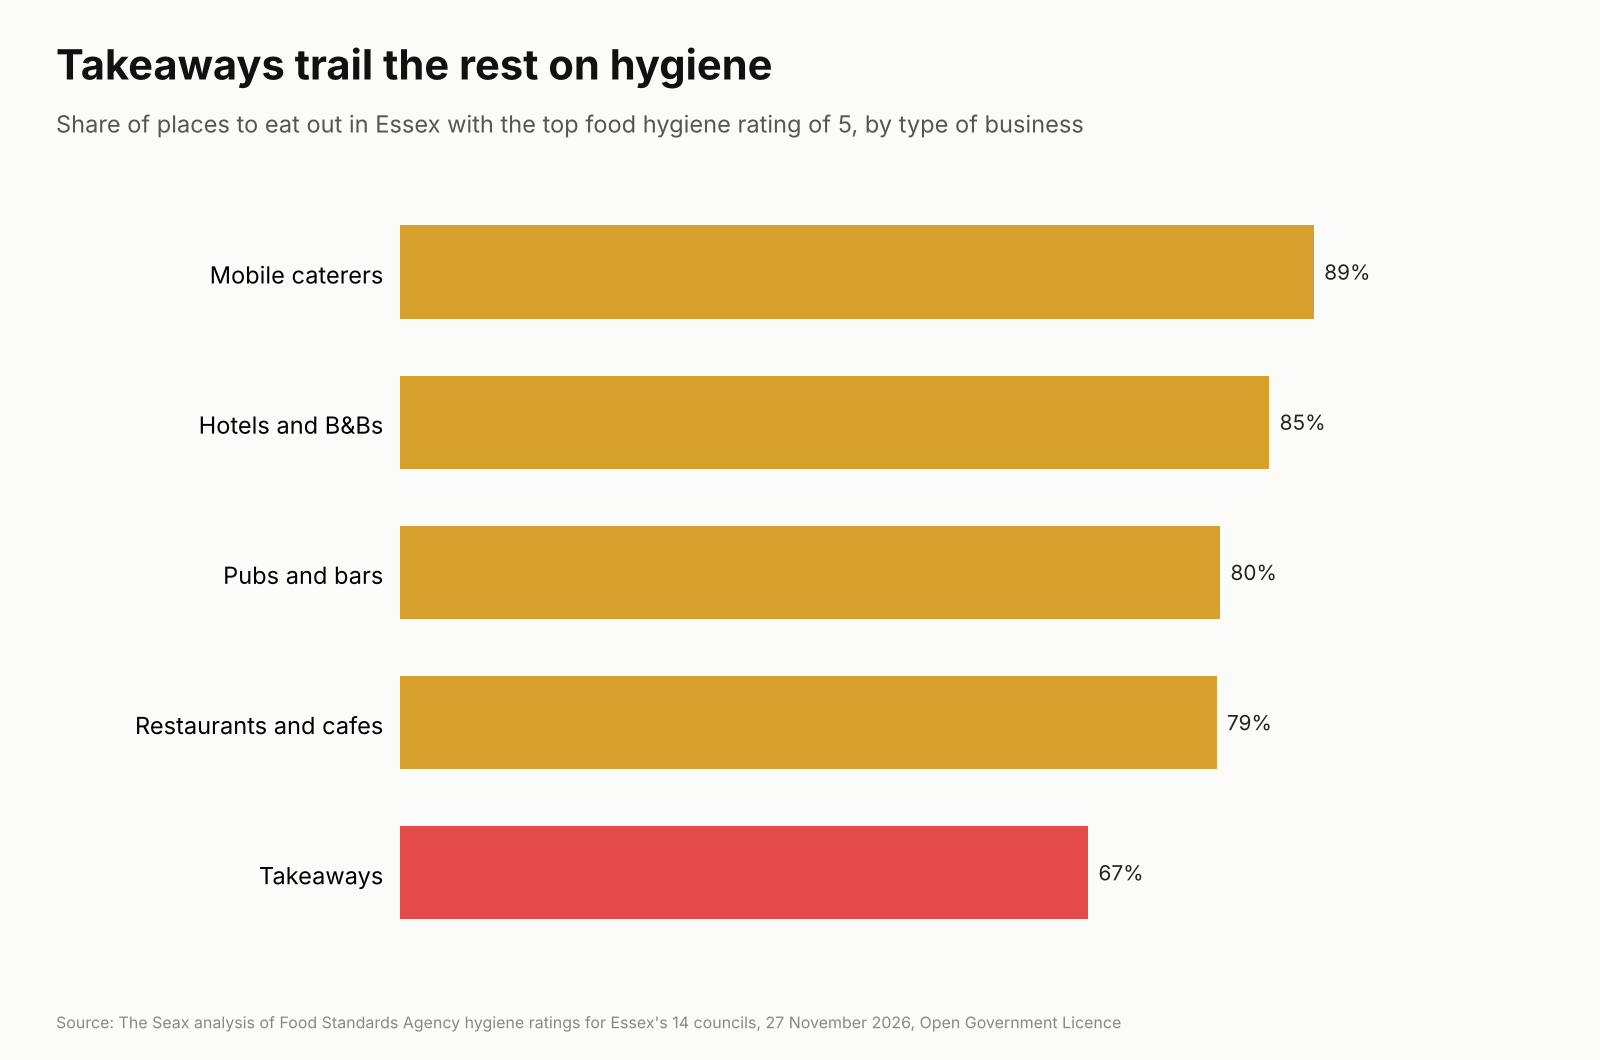 Takeaways trail the rest on hygiene
Share of places to eat out in Essex with the top food hygiene rating of 5, by type of business
Mobile caterers 89%
Hotels and B&Bs 85%
Pubs and bars 80%
Restaurants and cafes 79%
Takeaways 67%
Source: The Seax analysis of Food Standards Agency hygiene ratings for Essex's 14 councils, 27 November 2026, Open Government Licence